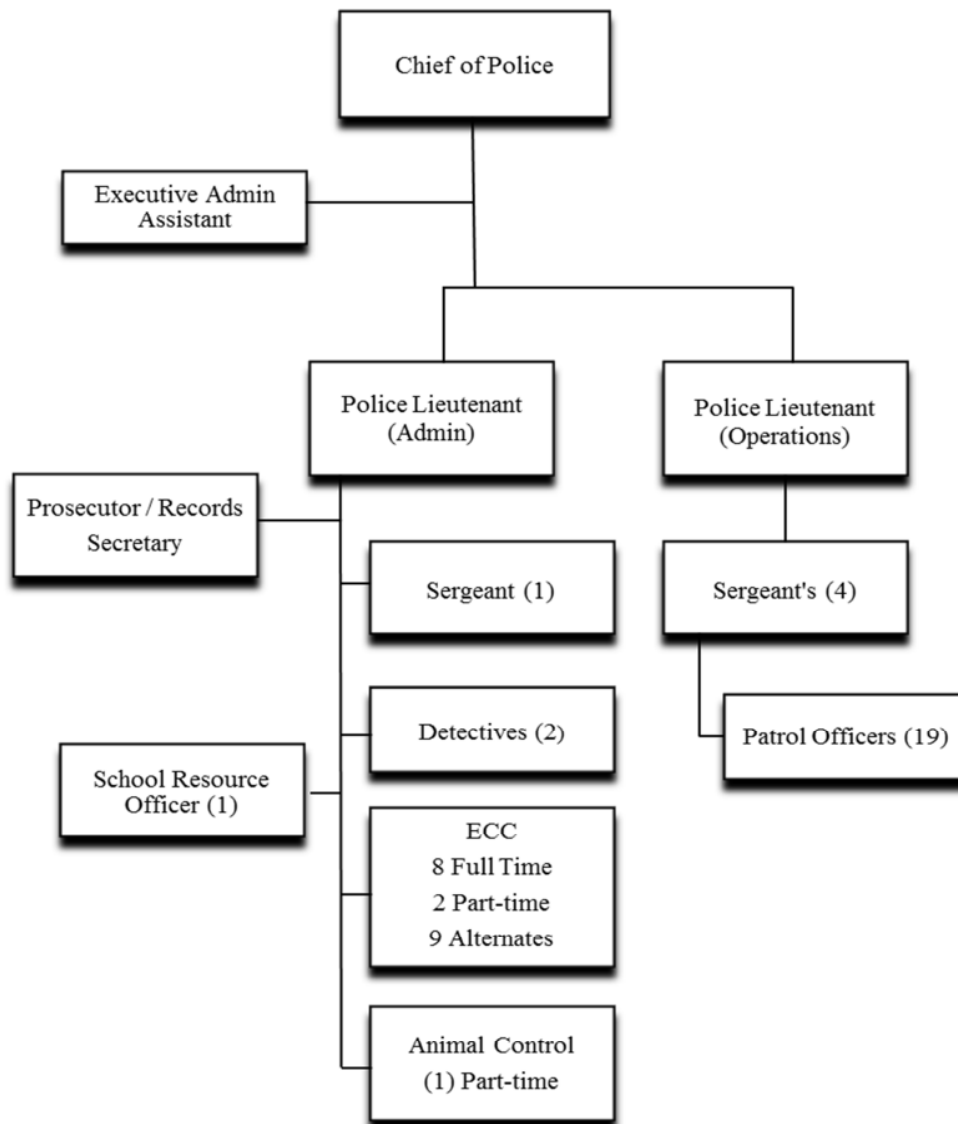 Chief of Police
Executive Admin
Assistant
Police Lieutenant
(Admin)
Police Lieutenant
(Operations)
Prosecutor / Records
Secretary
Sergeant (1)
Sergeant's (4)
Detectives (2)
Patrol Officers (19)
School Resource
Officer (1)
ECC
8 Full Time
2 Part-time
9 Alternates
Animal Control
(1) Part-time